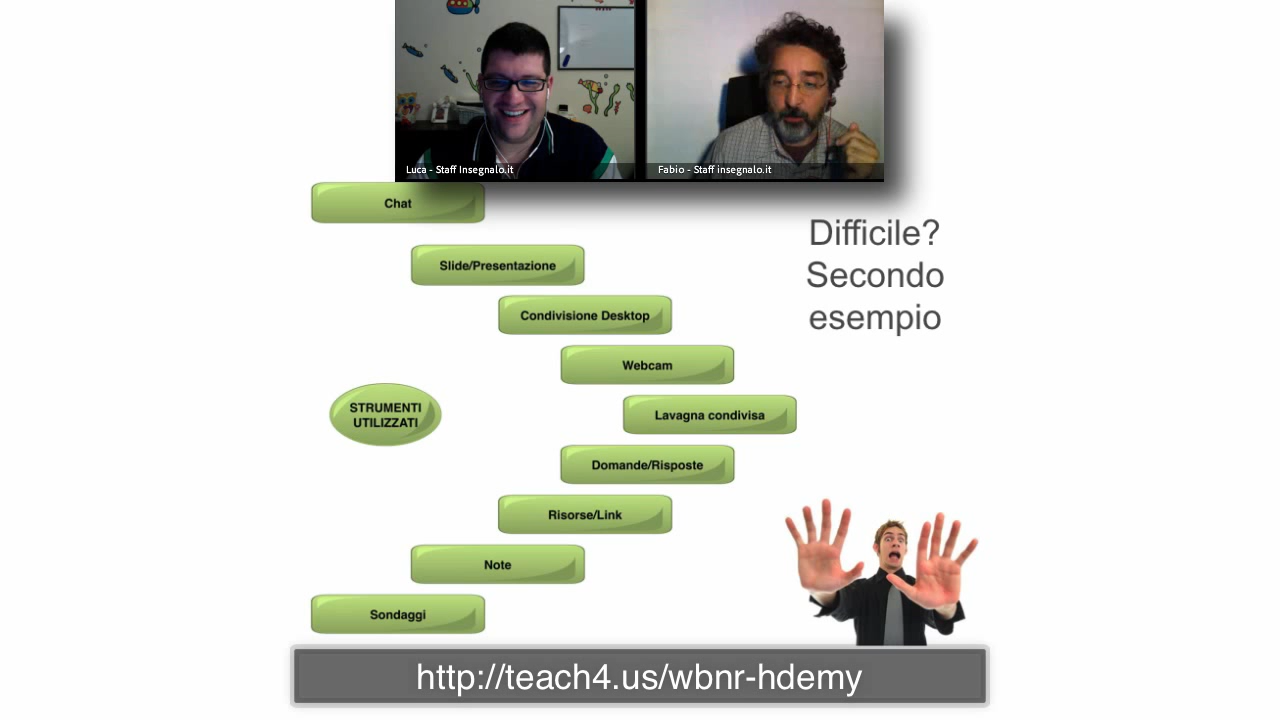 Luca - Staff Insegnalo.it
Fabio - Staff insegnalo.it
Chat
Slide/Presentazione
Condivisione Desktop
Webcam
Lavagna condivisa
Domande/Risposte
Risorse/Link
Note
Sondaggi
STRUMENTI
UTILIZZATI
Difficile?
Secondo
esempio
http://teach4.us/wbnr-hdemy